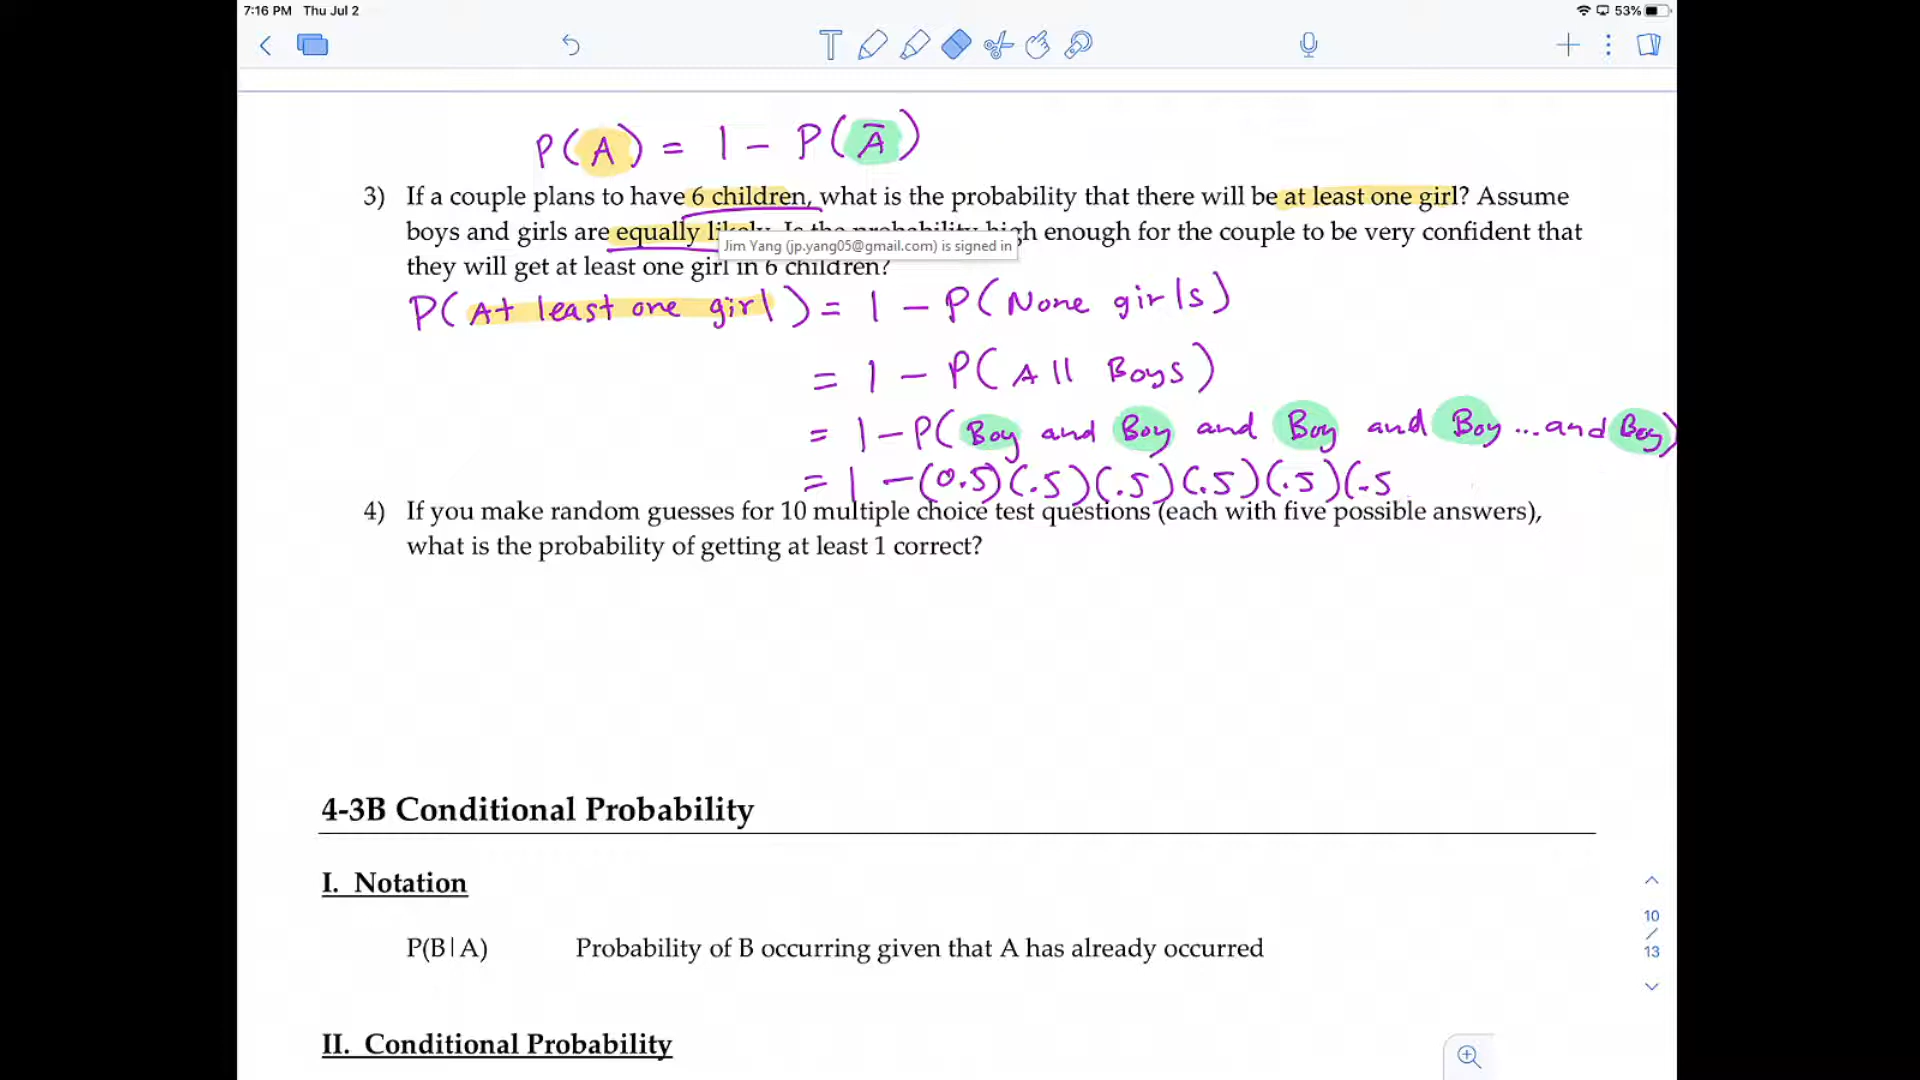 7:16 PM Thu Jul 2 53%
P(A) = 1 - P(Ā)
3) If a couple plans to have 6 children, what is the probability that there will be at least one girl? Assume
boys and girls are equally likely. Is the probability high enough for the couple to be very confident that
Jim Yang (jp.yang05@gmail.com) is signed in
they will get at least one girl in 6 children?
P(At least one girl) = 1 - P(None girls)
= 1 - P(All Boys)
= 1 - P(Boy and Boy and Boy and Boy ... and Boy)
= 1 - (0.5)(.5)(.5)(.5)(.5)(.5
4) If you make random guesses for 10 multiple choice test questions (each with five possible answers),
what is the probability of getting at least 1 correct?
4-3B Conditional Probability
I. Notation
10
/
13
P(B|A) Probability of B occurring given that A has already occurred
II. Conditional Probability